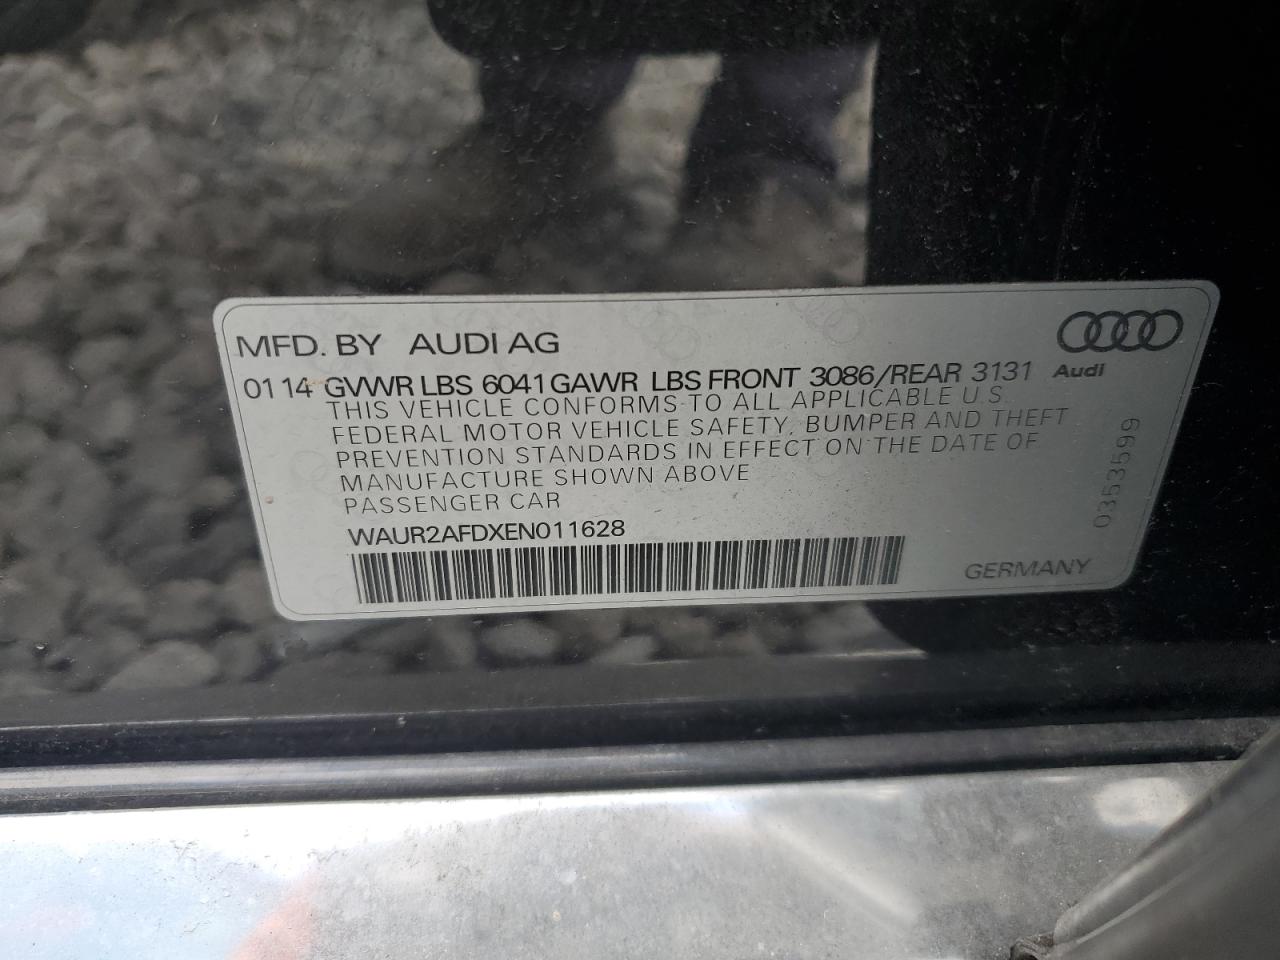 MFD. BY AUDI AG
01 14 GVWR LBS 6041 GAWR LBS FRONT 3086/REAR 3131
Audi
THIS VEHICLE CONFORMS TO ALL APPLICABLE U.S.
FEDERAL MOTOR VEHICLE SAFETY, BUMPER AND THEFT
PREVENTION STANDARDS IN EFFECT ON THE DATE OF
MANUFACTURE SHOWN ABOVE
PASSENGER CAR
WAUR2AFDXEN011628
GERMANY
0353599